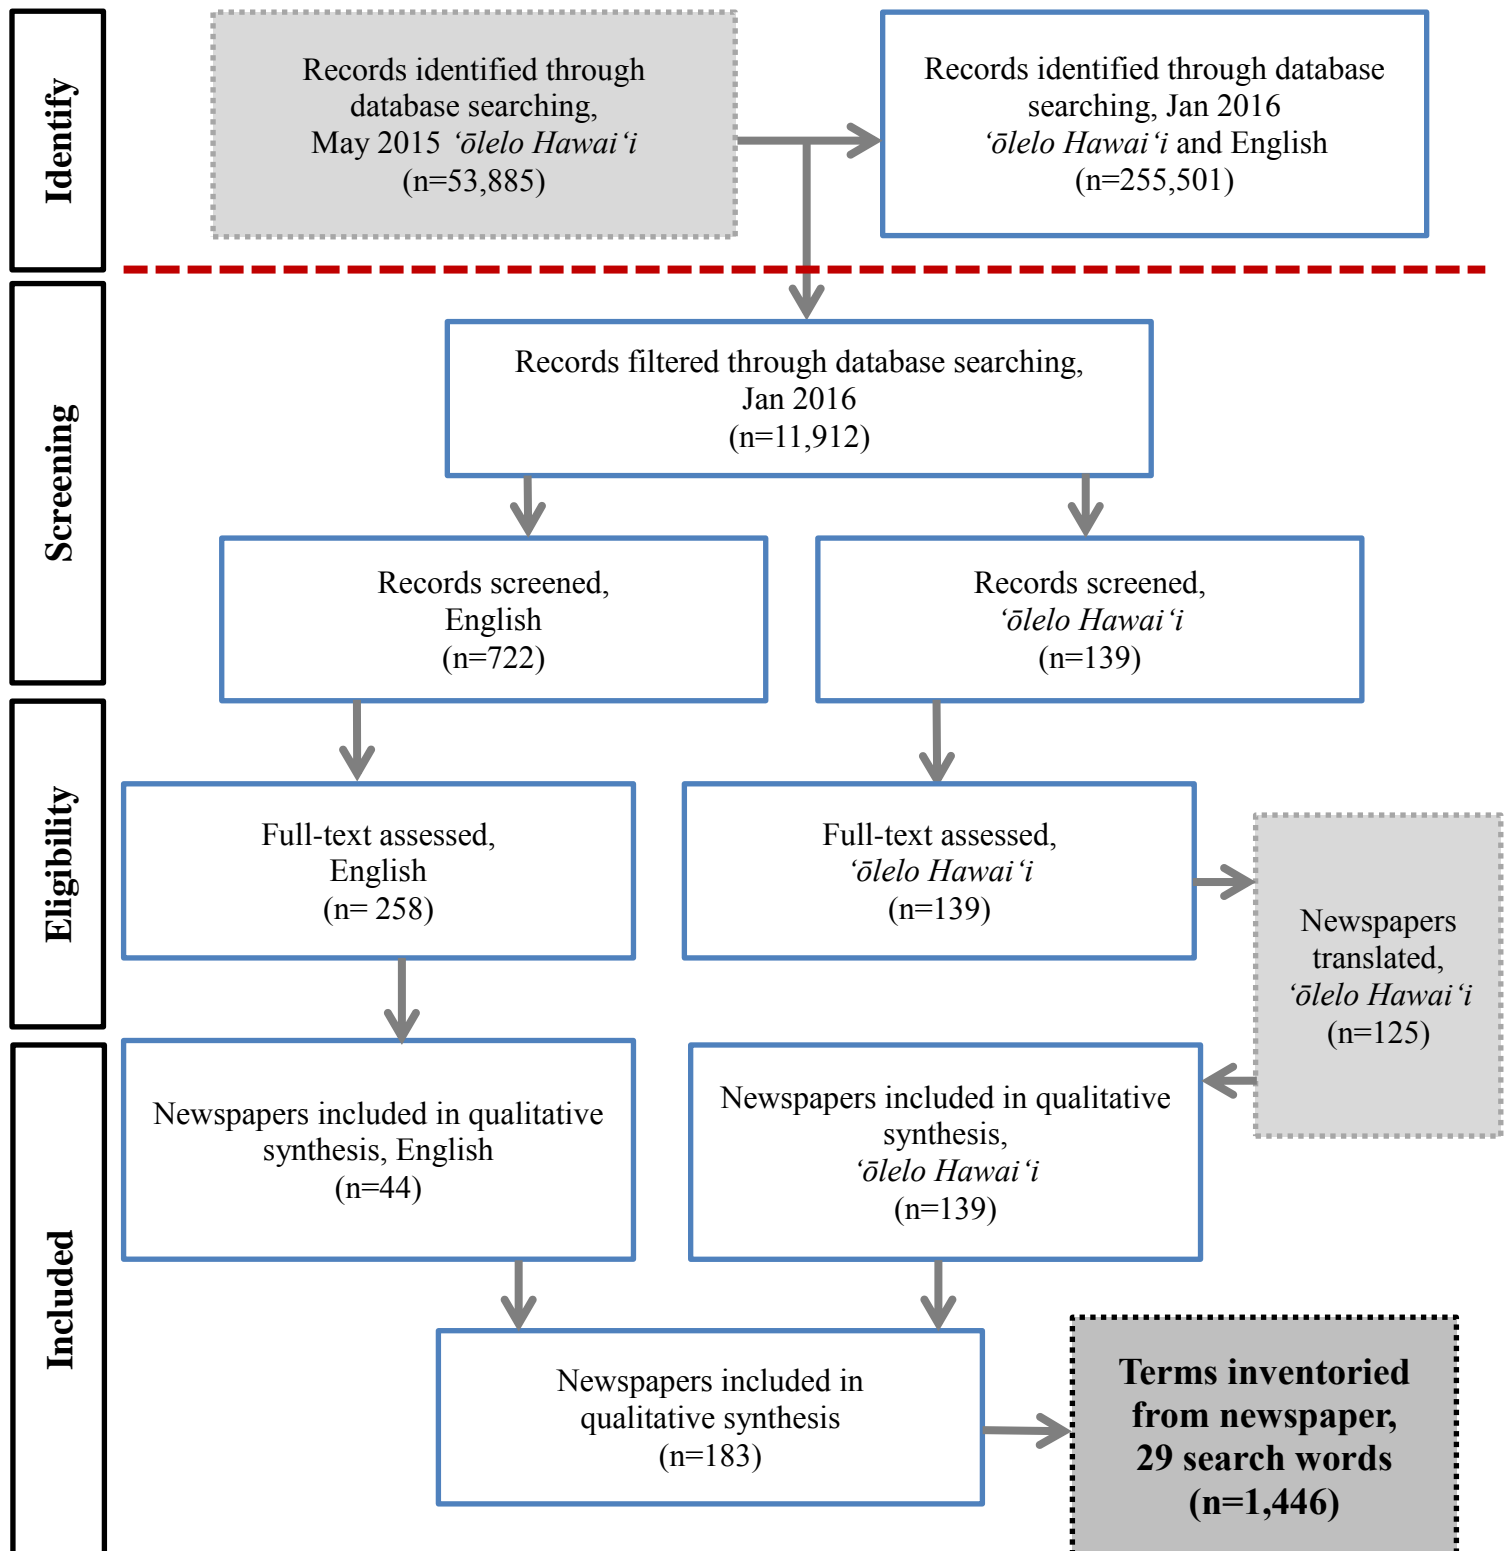 Identify
Records identified through
database searching,
May 2015 ʻōlelo Hawaiʻi
(n=53,885)
Records identified through database
searching, Jan 2016
ʻōlelo Hawaiʻi and English
(n=255,501)
Screening
Records filtered through database searching,
Jan 2016
(n=11,912)
Records screened,
English
(n=722)
Records screened,
ʻōlelo Hawaiʻi
(n=139)
Eligibility
Full-text assessed,
English
(n= 258)
Full-text assessed,
ʻōlelo Hawaiʻi
(n=139)
Newspapers
translated,
ʻōlelo Hawaiʻi
(n=125)
Included
Newspapers included in qualitative
synthesis, English
(n=44)
Newspapers included in qualitative
synthesis,
ʻōlelo Hawaiʻi
(n=139)
Newspapers included in
qualitative synthesis
(n=183)
Terms inventoried
from newspaper,
29 search words
(n=1,446)